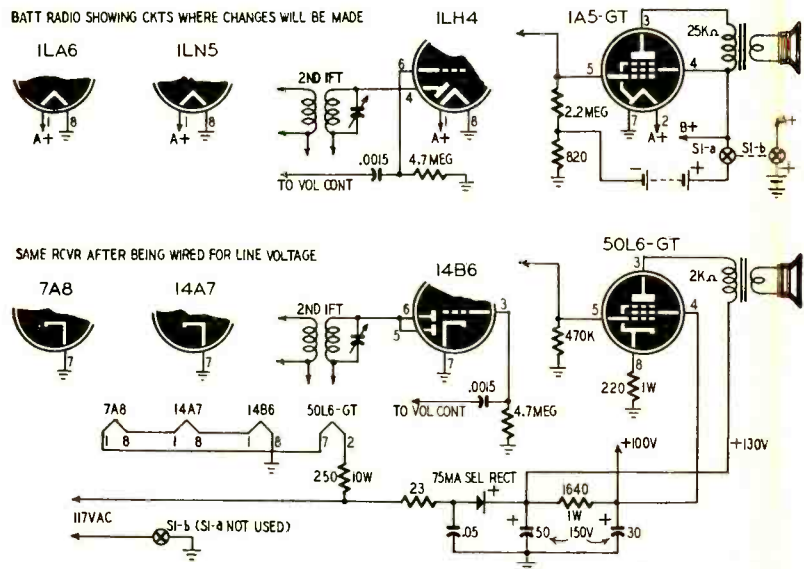 BATT RADIO SHOWING CKTS WHERE CHANGES WILL BE MADE
1LA6
1LN5
1LH4
1A5-GT
2ND IFT
25KΩ
3
5
4
7
2
A+
2.2MEG
820
B+
S1-a
S1-b
A+
-
+
6
4
1
8
A+
1
8
A+
1
8
A+
.0015
4.7MEG
TO VOL CONT
SAME RCVR AFTER BEING WIRED FOR LINE VOLTAGE
7A8
14A7
14B6
50L6-GT
7
7
2ND IFT
6
5
3
7
.0015
TO VOL CONT
4.7MEG
3
5
4
8
2KΩ
470K
220
1W
7A8
14A7
14B6
50L6-GT
1
8
1
8
1
8
7
2
250
10W
+100V
+130V
75MA SEL RECT
23
+
1640
1W
117VAC
S1-b (S1-a NOT USED)
.05
+
50
150V
+
30